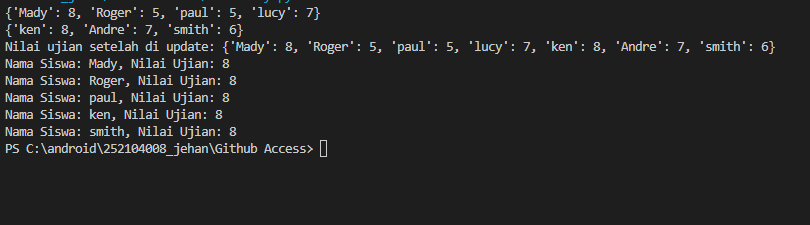 {'Mady': 8, 'Roger': 5, 'paul': 5, 'lucy': 7}
{'ken': 8, 'Andre': 7, 'smith': 6}
Nilai ujian setelah di update: {'Mady': 8, 'Roger': 5, 'paul': 5, 'lucy': 7, 'ken': 8, 'Andre': 7, 'smith': 6}
Nama Siswa: Mady, Nilai Ujian: 8
Nama Siswa: Roger, Nilai Ujian: 8
Nama Siswa: paul, Nilai Ujian: 8
Nama Siswa: ken, Nilai Ujian: 8
Nama Siswa: smith, Nilai Ujian: 8
PS C:\android\252104008_jehan\Github Access>